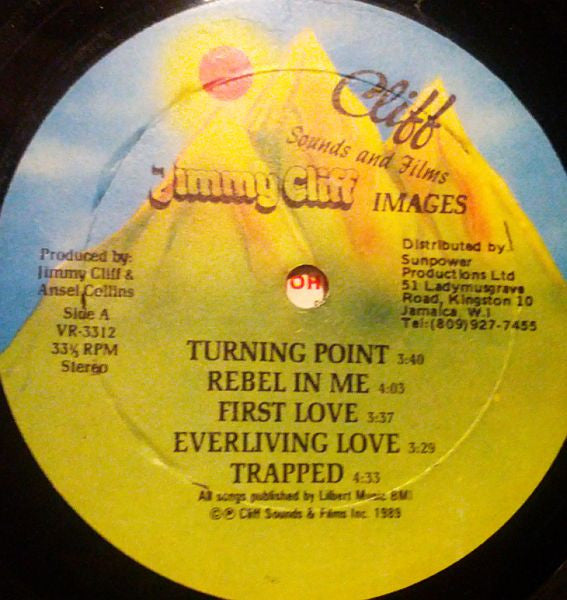 Cliff
Sounds and Films
Jimmy Cliff IMAGES
Produced by:
Jimmy Cliff &
Ansel Collins
Side A
VR-3312
33⅓ RPM
Stereo
Distributed by
Sunpower
Productions Ltd
51 Ladymusgrave
Road, Kingston 10
Jamaica W.I
Tel:(809)927-7455
OH
TURNING POINT 3:40
REBEL IN ME 4:03
FIRST LOVE 3:37
EVERLIVING LOVE 3:29
TRAPPED 4:33
All songs published by Lilbert Music BMI
©℗ Cliff Sounds & Films Inc. 1989